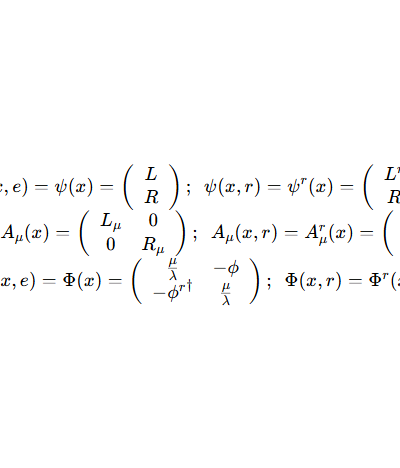 , e) = ψ(x) = ( L R ) ; ψ(x, r) = ψ^r(x) = ( L R
A_μ(x) = ( L_μ 0 0 R_μ ) ; A_μ(x, r) = A^r_μ(x) = (
x, e) = Φ(x) = ( μ/λ −φ −φ^r† μ/λ ) ; Φ(x, r) = Φ^r(